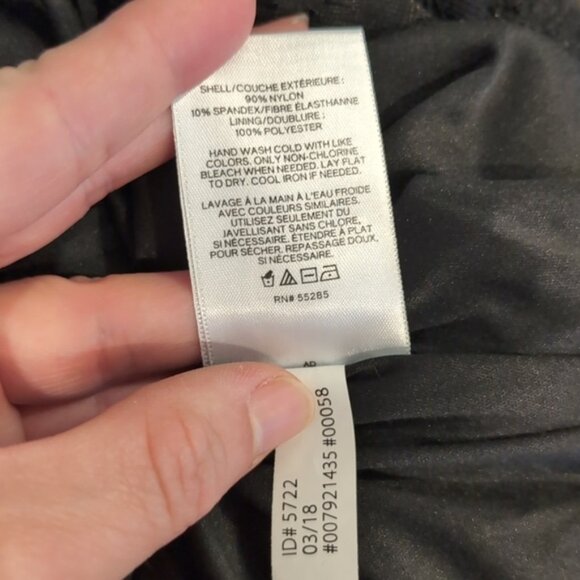 SHELL/COUCHE EXTÉRIEURE :
90% NYLON
10% SPANDEX/FIBRE ÉLASTHANNE
LINING/DOUBLURE :
100% POLYESTER
HAND WASH COLD WITH LIKE
COLORS. ONLY NON-CHLORINE
BLEACH WHEN NEEDED. LAY FLAT
TO DRY. COOL IRON IF NEEDED.
LAVAGE À LA MAIN À L'EAU FROIDE
AVEC COULEURS SIMILAIRES.
UTILISEZ SEULEMENT DU
JAVELLISANT SANS CHLORE,
SI NÉCESSAIRE. ÉTENDRE À PLAT
POUR SÉCHER. REPASSAGE DOUX.
SI NÉCESSAIRE.
RN# 55285
AD
ID# 5722
03/18
#007921435 #00058